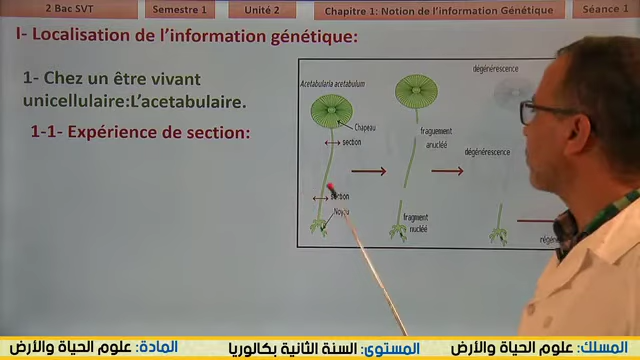 2 Bac SVT
Semestre 1
Unité 2
Chapitre 1: Notion de l'information Génétique
Séance 1
I- Localisation de l'information génétique:
1- Chez un être vivant
unicellulaire:L'acetabulaire.
1-1- Expérience de section:
Acetabularia acetabulum
Chapeau
section
section
Noyau
fraguement
anucléé
fragment
nucléé
dégénérescence
dégénérescence
المادة: علوم الحياة والأرض
المستوى: السنة الثانية بكالوريا
المسلك: علوم الحياة والأرض